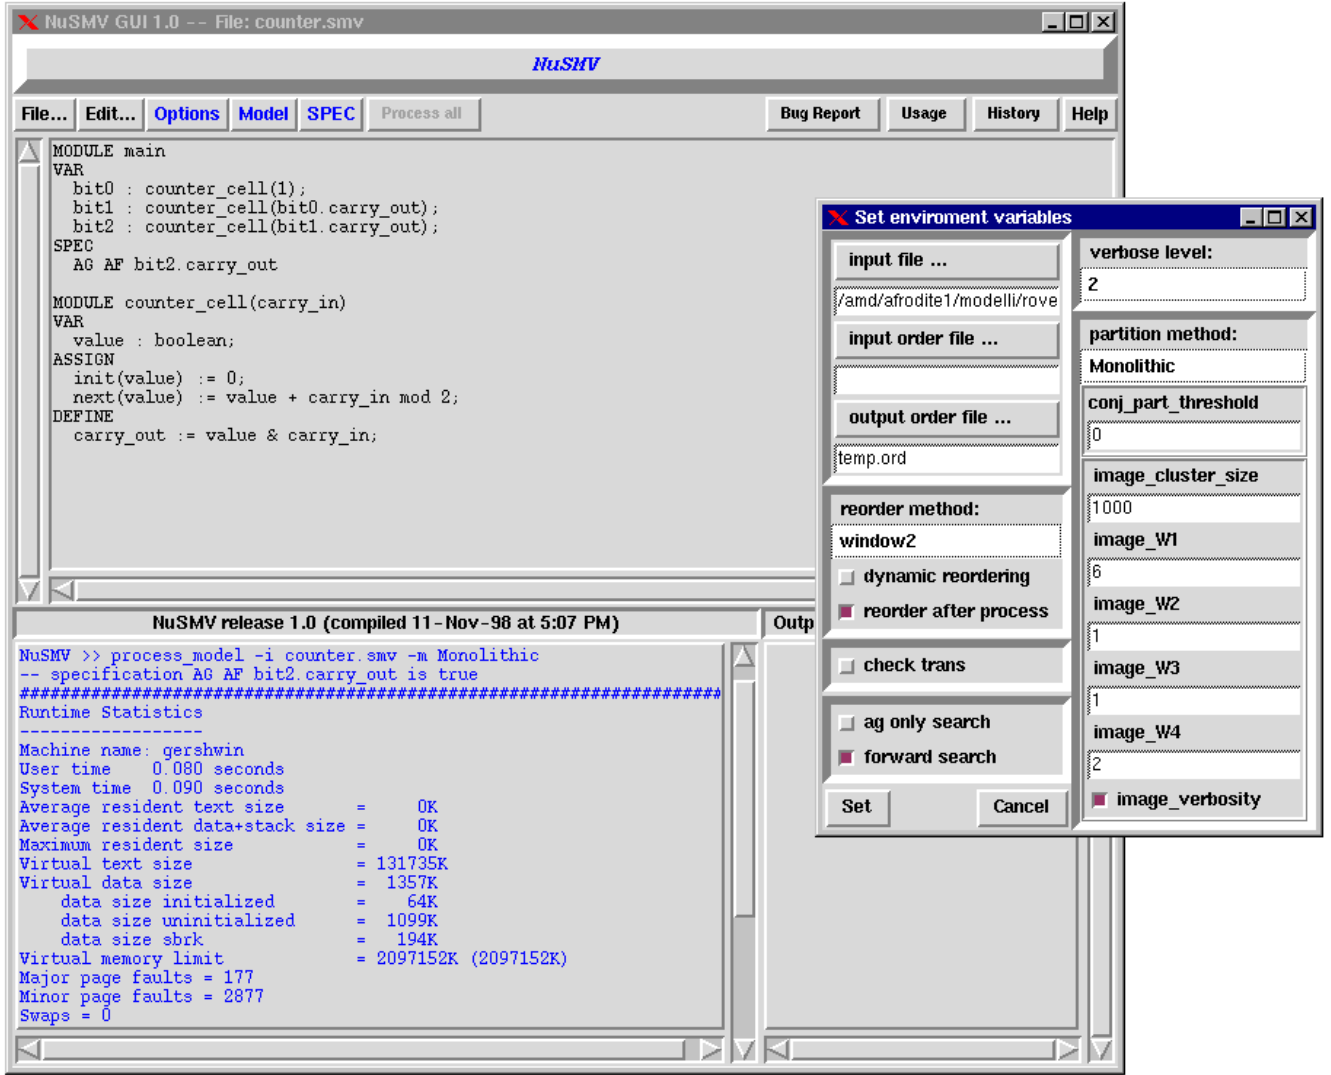 NuSMV GUI 1.0 -- File: counter.smv
NuSMV
File... Edit... Options Model SPEC Process all Bug Report Usage History Help
MODULE main
VAR
bit0 : counter_cell(1);
bit1 : counter_cell(bit0.carry_out);
bit2 : counter_cell(bit1.carry_out);
SPEC
AG AF bit2.carry_out
MODULE counter_cell(carry_in)
VAR
value : boolean;
ASSIGN
init(value) := 0;
next(value) := value + carry_in mod 2;
DEFINE
carry_out := value & carry_in;
NuSMV release 1.0 (compiled 11-Nov-98 at 5:07 PM)
Outp
NuSMV >> process_model -i counter.smv -m Monolithic
-- specification AG AF bit2.carry_out is true
####################################################################
Runtime Statistics
------------------
Machine name: gershwin
User time 0.080 seconds
System time 0.090 seconds
Average resident text size = 0K
Average resident data+stack size = 0K
Maximum resident size = 0K
Virtual text size = 131735K
Virtual data size = 1357K
data size initialized = 64K
data size uninitialized = 1099K
data size sbrk = 194K
Virtual memory limit = 2097152K (2097152K)
Major page faults = 177
Minor page faults = 2877
Swaps = 0
Set enviroment variables
input file ...
/amd/afrodite1/modelli/rove
input order file ...
output order file ...
temp.ord
reorder method:
window2
dynamic reordering
reorder after process
check trans
ag only search
forward search
Set Cancel
verbose level:
2
partition method:
Monolithic
conj_part_threshold
0
image_cluster_size
1000
image_W1
6
image_W2
1
image_W3
1
image_W4
2
image_verbosity